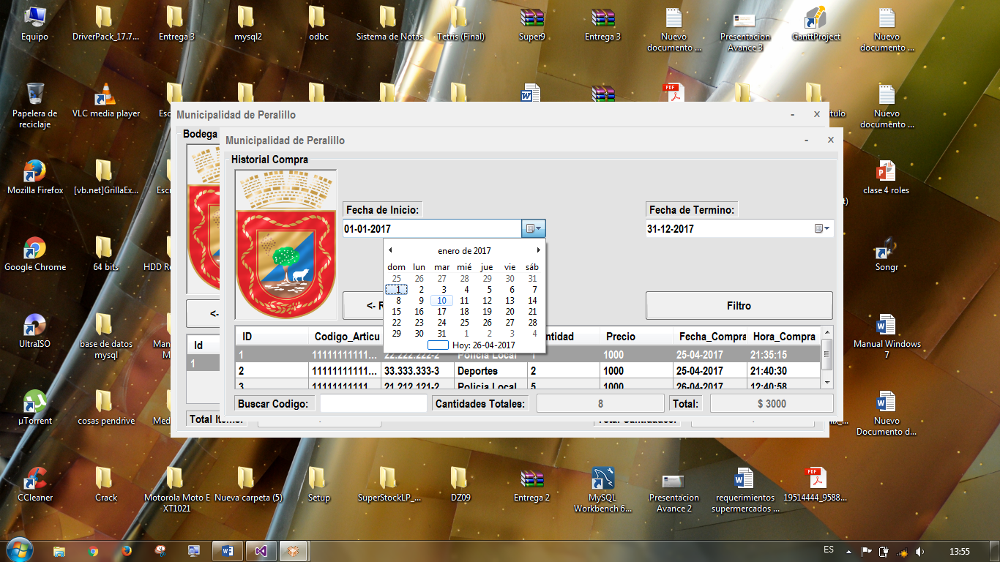 Equipo
DriverPack_17.7...
Entrega 3
mysql2
odbc
Sistema de Notas
Tetris (Final)
Super9
Entrega 3
Nuevo
documento ...
Presentacion
Avance 3
GanttProject
Nuevo
documento ...
Papelera de
reciclaje
VLC media player
Esc
PDF
tulo
Nuevo
documento ...
Municipalidad de Peralillo
Bodega
Municipalidad de Peralillo
Historial Compra
Mozilla Firefox
[vb.net]GrillaEx...
Escri
clase 4 roles
Fecha de Inicio:
01-01-2017
Fecha de Termino:
31-12-2017
enero de 2017
dom lun mar mié jue vie sáb
25 26 27 28 29 30 31
1 2 3 4 5 6 7
8 9 10 11 12 13 14
15 16 17 18 19 20 21
22 23 24 25 26 27 28
29 30 31 1 2 3 4
Hoy: 26-04-2017
Google Chrome
64 bits
HDD Re
Songr
<- R
Filtro
<-
Id
1
ID Codigo_Articu ntidad Precio Fecha_Compra Hora_Compra
1 11111111111... 22.222.222-2 Policia Local 1 1000 25-04-2017 21:35:15
2 11111111111... 33.333.333-3 Deportes 2 1000 25-04-2017 21:40:30
3 11111111111... 21.212.121-2 Policia Local 5 1000 26-04-2017 12:40:58
Buscar Codigo:
Cantidades Totales:
8
Total:
$ 3000
Total Items:
Total Cantidades:
UltraISO
base de datos
mysql
Man
M
Manual Windows
7
µTorrent
cosas pendrive
Med
Nuevo
Documento d...
CCleaner
Crack
Motorola Moto E
XT1021
Nueva carpeta (5)
Setup
SuperStockLP_...
DZ09
Entrega 2
MySQL
Workbench 6...
Presentacion
Avance 2
requerimientos
supermercados ...
PDF
19514444_9588...
ES
13:55